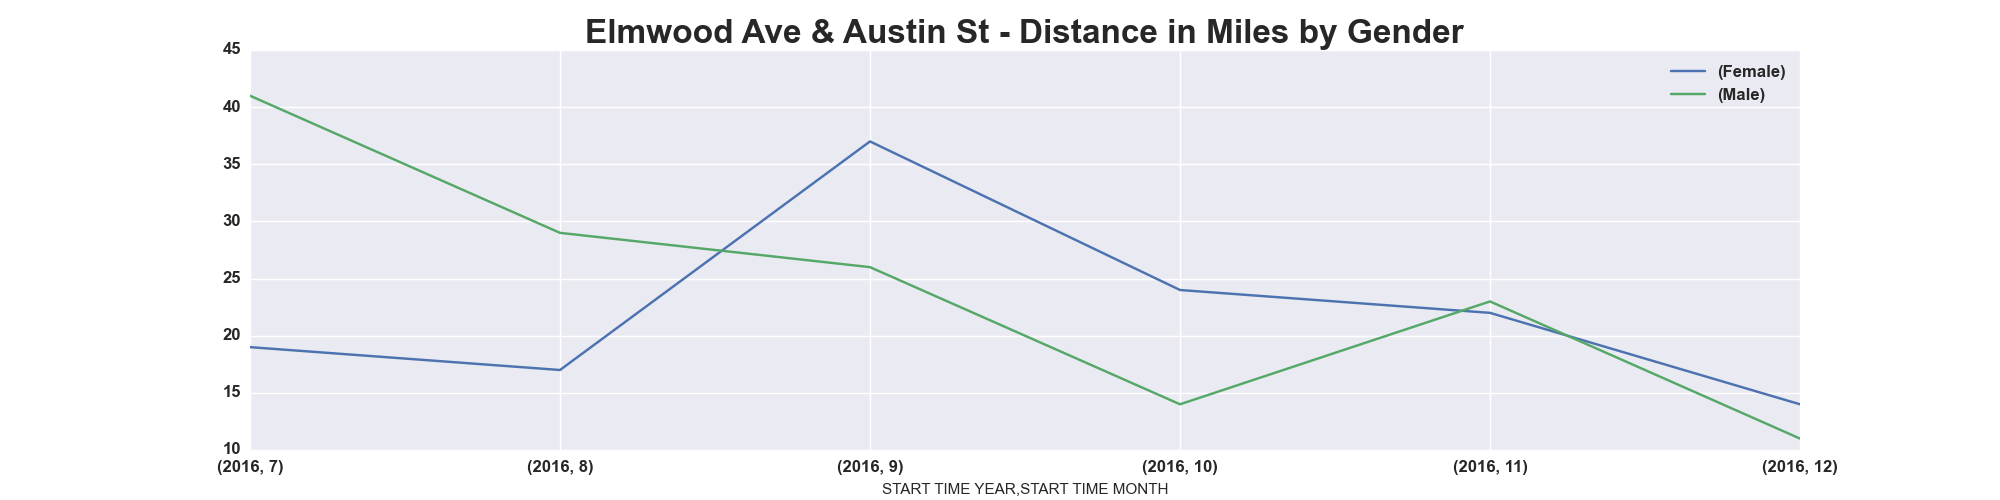 Elmwood Ave & Austin St - Distance in Miles by Gender
45
40
35
30
25
20
15
10
(Female)
(Male)
(2016, 7) (2016, 8) (2016, 9) (2016, 10) (2016, 11) (2016, 12)
START TIME YEAR,START TIME MONTH